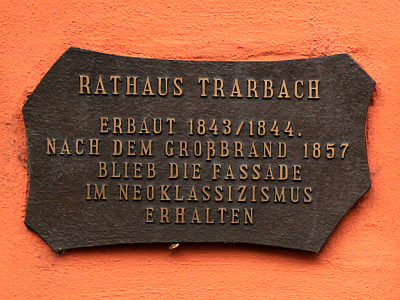 RATHAUS TRARBACH
ERBAUT 1843/1844.
NACH DEM GROßBRAND 1857
BLIEB DIE FASSADE
IM NEOKLASSIZISMUS
ERHALTEN